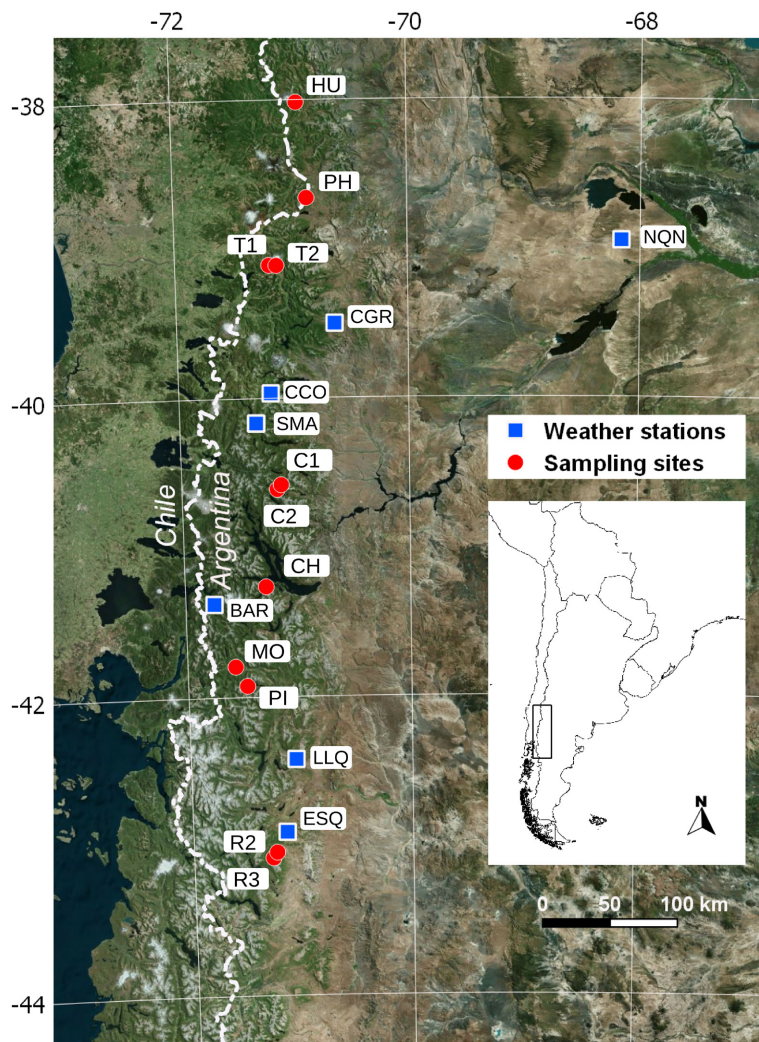 -72
-70
-68
-38
HU
PH
T1
T2
NQN
CGR
-40
CCO
SMA
C1
C2
Weather stations
Sampling sites
Chile
Argentina
CH
BAR
MO
PI
-42
LLQ
ESQ
R2
R3
N
0 50 100 km
-44